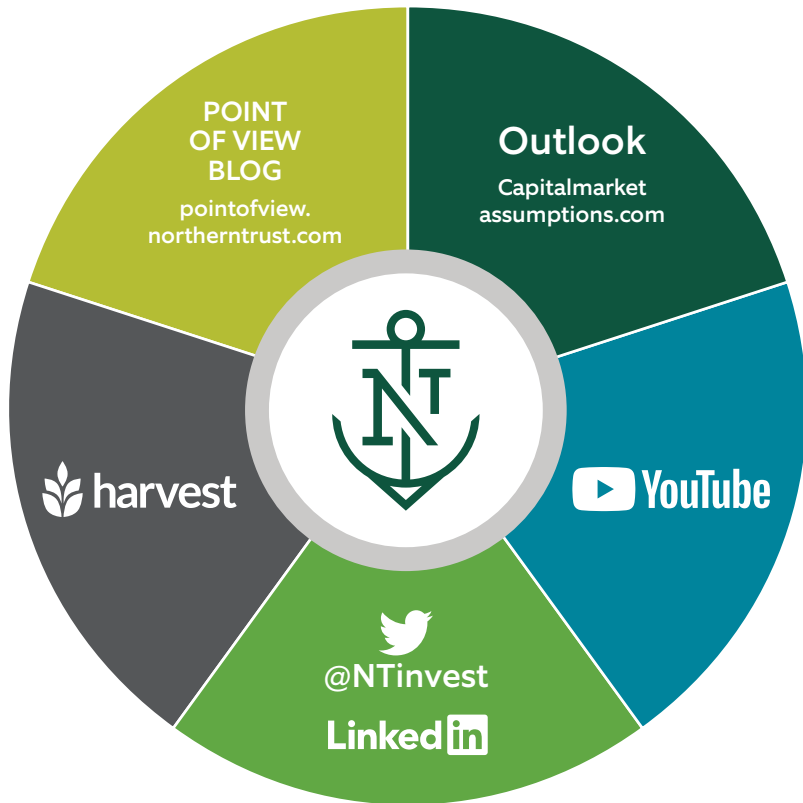 POINT
OF VIEW
BLOG
pointofview.
northerntrust.com
Outlook
Capitalmarket
assumptions.com
NT
harvest
YouTube
@NTinvest
Linkedin